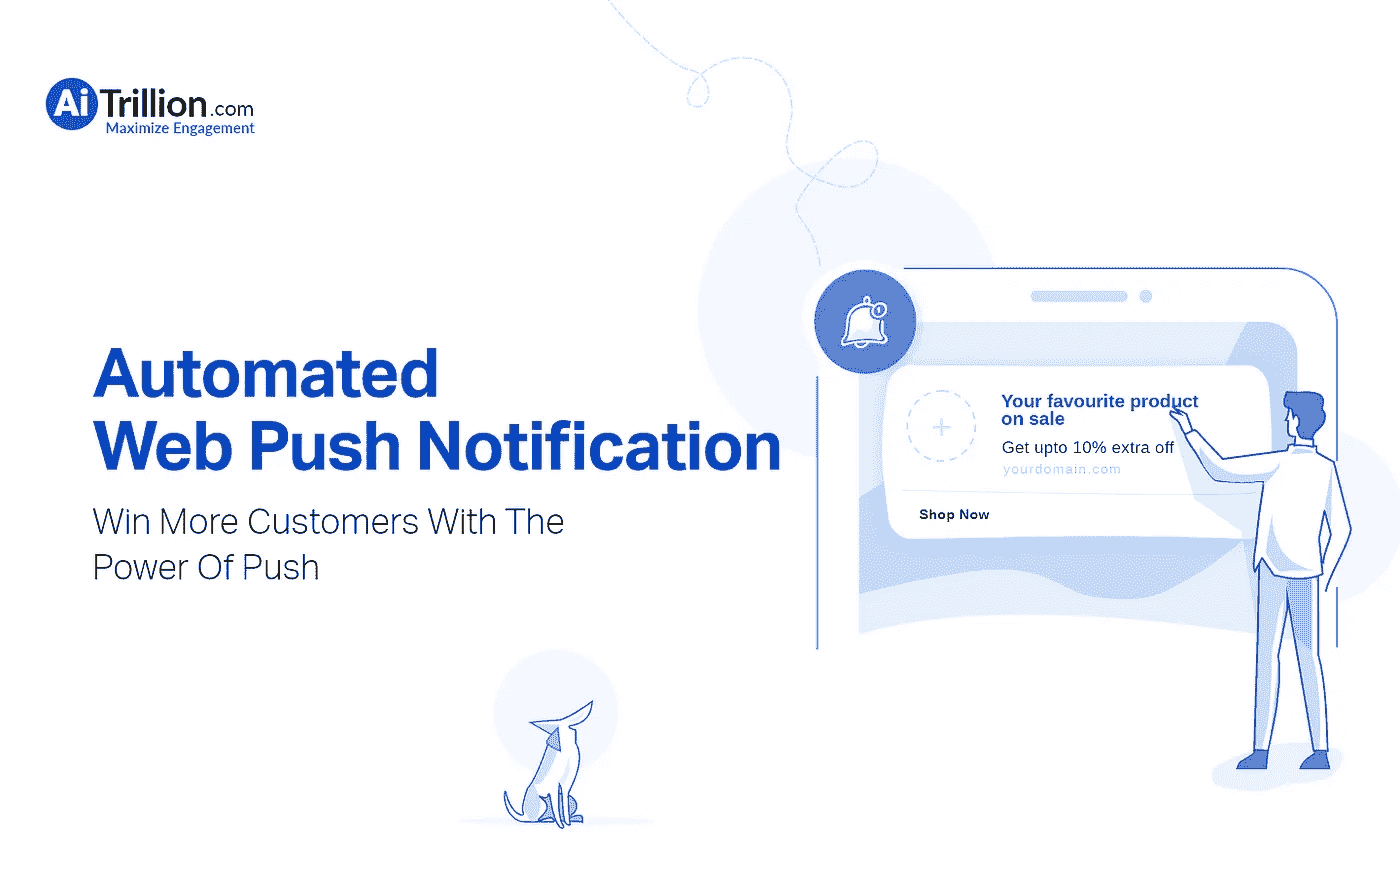 AiTrillion.com
Maximize Engagement
Automated
Web Push Notification
Win More Customers With The
Power Of Push
Your favourite product
on sale
Get upto 10% extra off
yourdomain.com
Shop Now